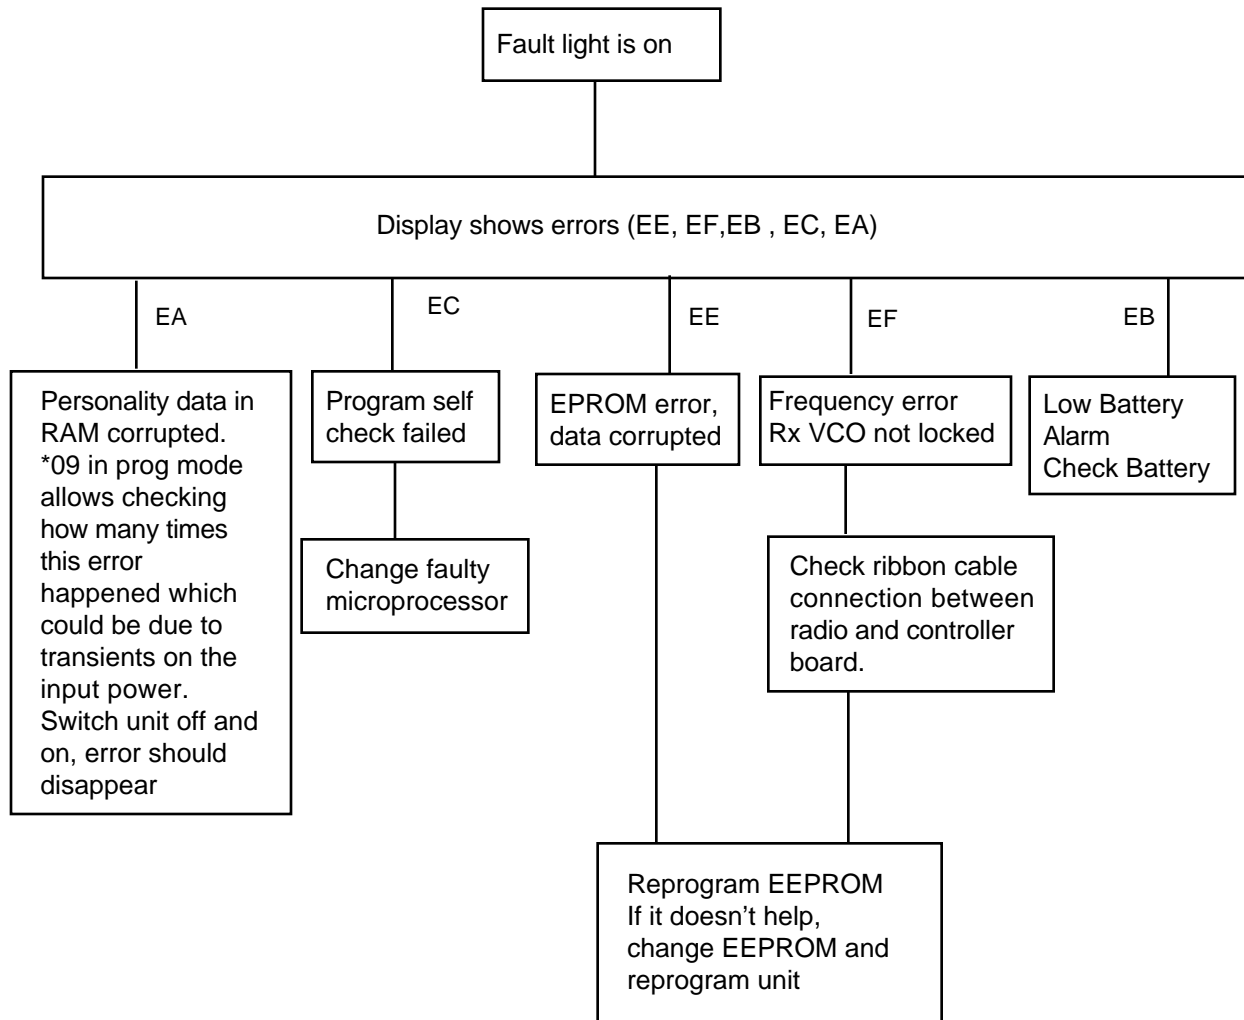 Fault light is on
Display shows errors (EE, EF,EB , EC, EA)
EA
EC
EE
EF
EB
Personality data in
RAM corrupted.
*09 in prog mode
allows checking
how many times
this error
happened which
could be due to
transients on the
input power.
Switch unit off and
on, error should
disappear
Program self
check failed
Change faulty
microprocessor
EPROM error,
data corrupted
Frequency error
Rx VCO not locked
Check ribbon cable
connection between
radio and controller
board.
Low Battery
Alarm
Check Battery
Reprogram EEPROM
If it doesn’t help,
change EEPROM and
reprogram unit